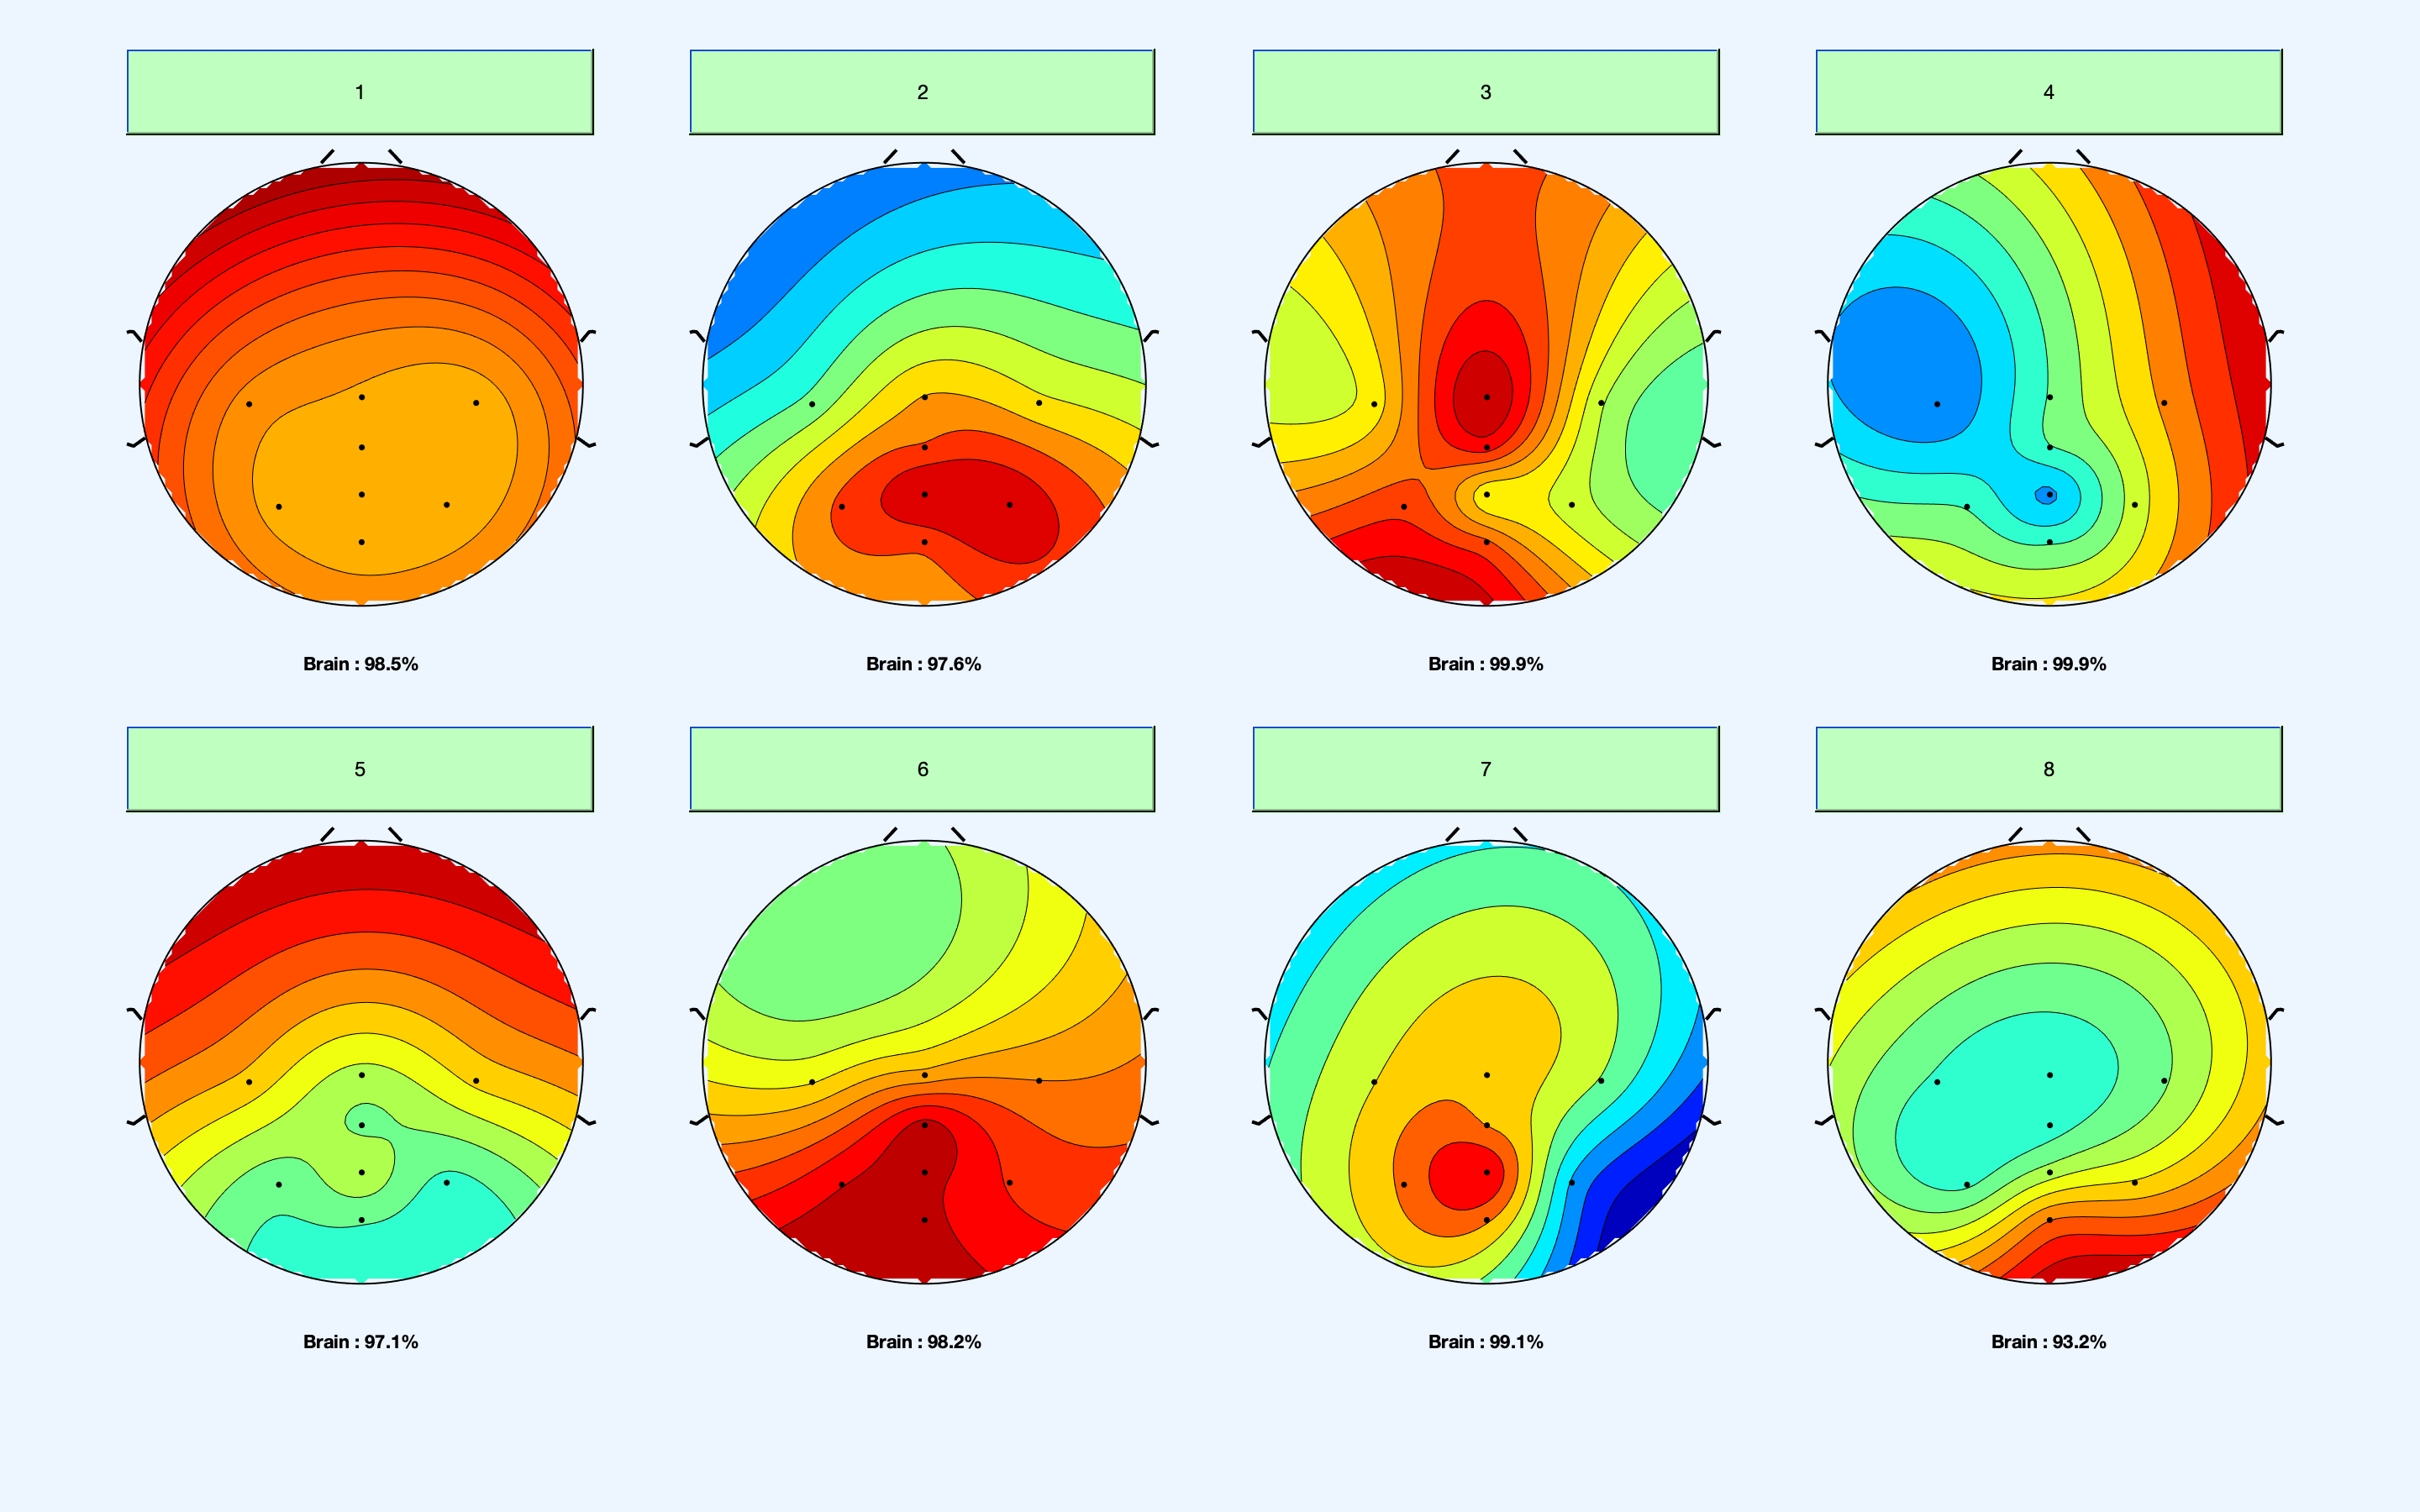 1
2
3
4
Brain : 98.5%
Brain : 97.6%
Brain : 99.9%
Brain : 99.9%
5
6
7
8
Brain : 97.1%
Brain : 98.2%
Brain : 99.1%
Brain : 93.2%